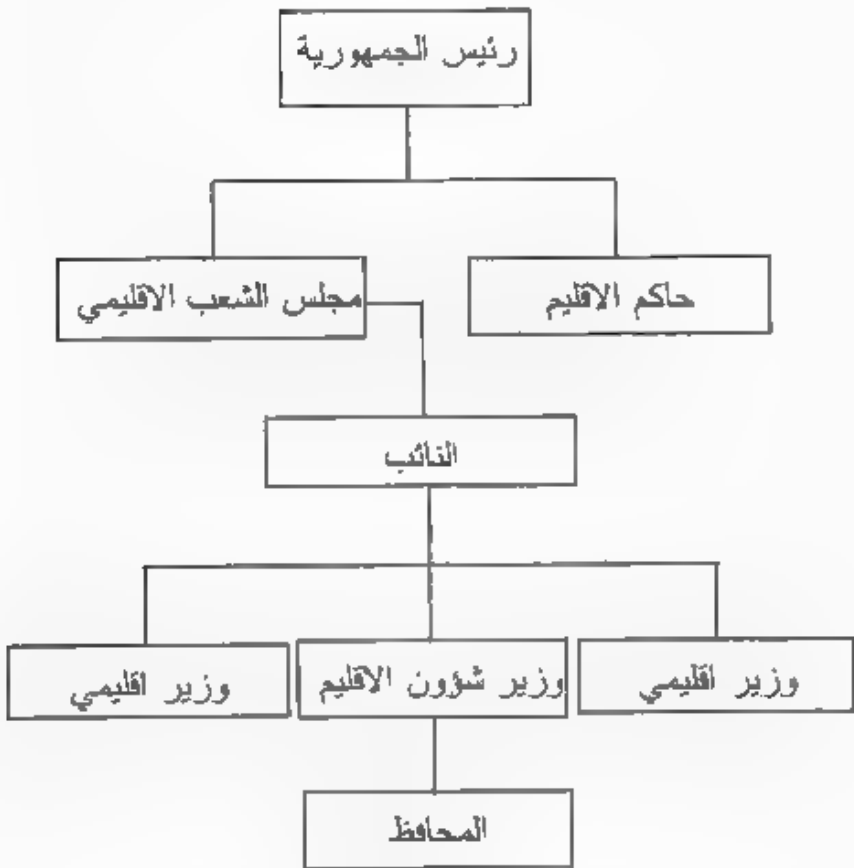 رئيس الجمهورية
حاكم الاقليم
مجلس الشعب الاقليمي
النائب
وزير اقليمي
وزير شؤون الاقليم
وزير اقليمي
المحافظ